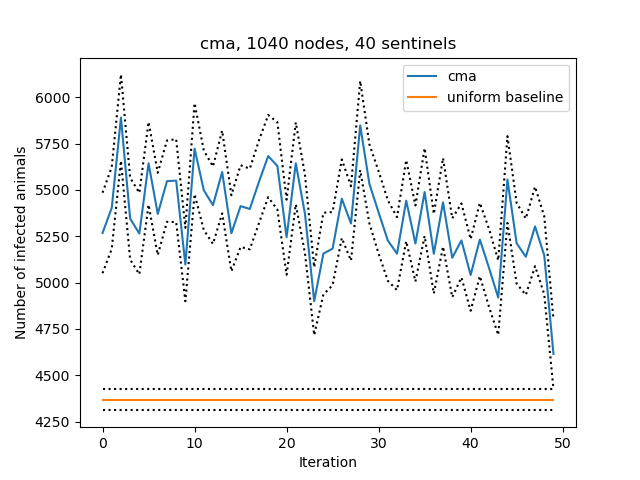 cma, 1040 nodes, 40 sentinels
cma
uniform baseline
Number of infected animals
6000
5750
5500
5250
5000
4750
4500
4250
0 10 20 30 40 50
Iteration